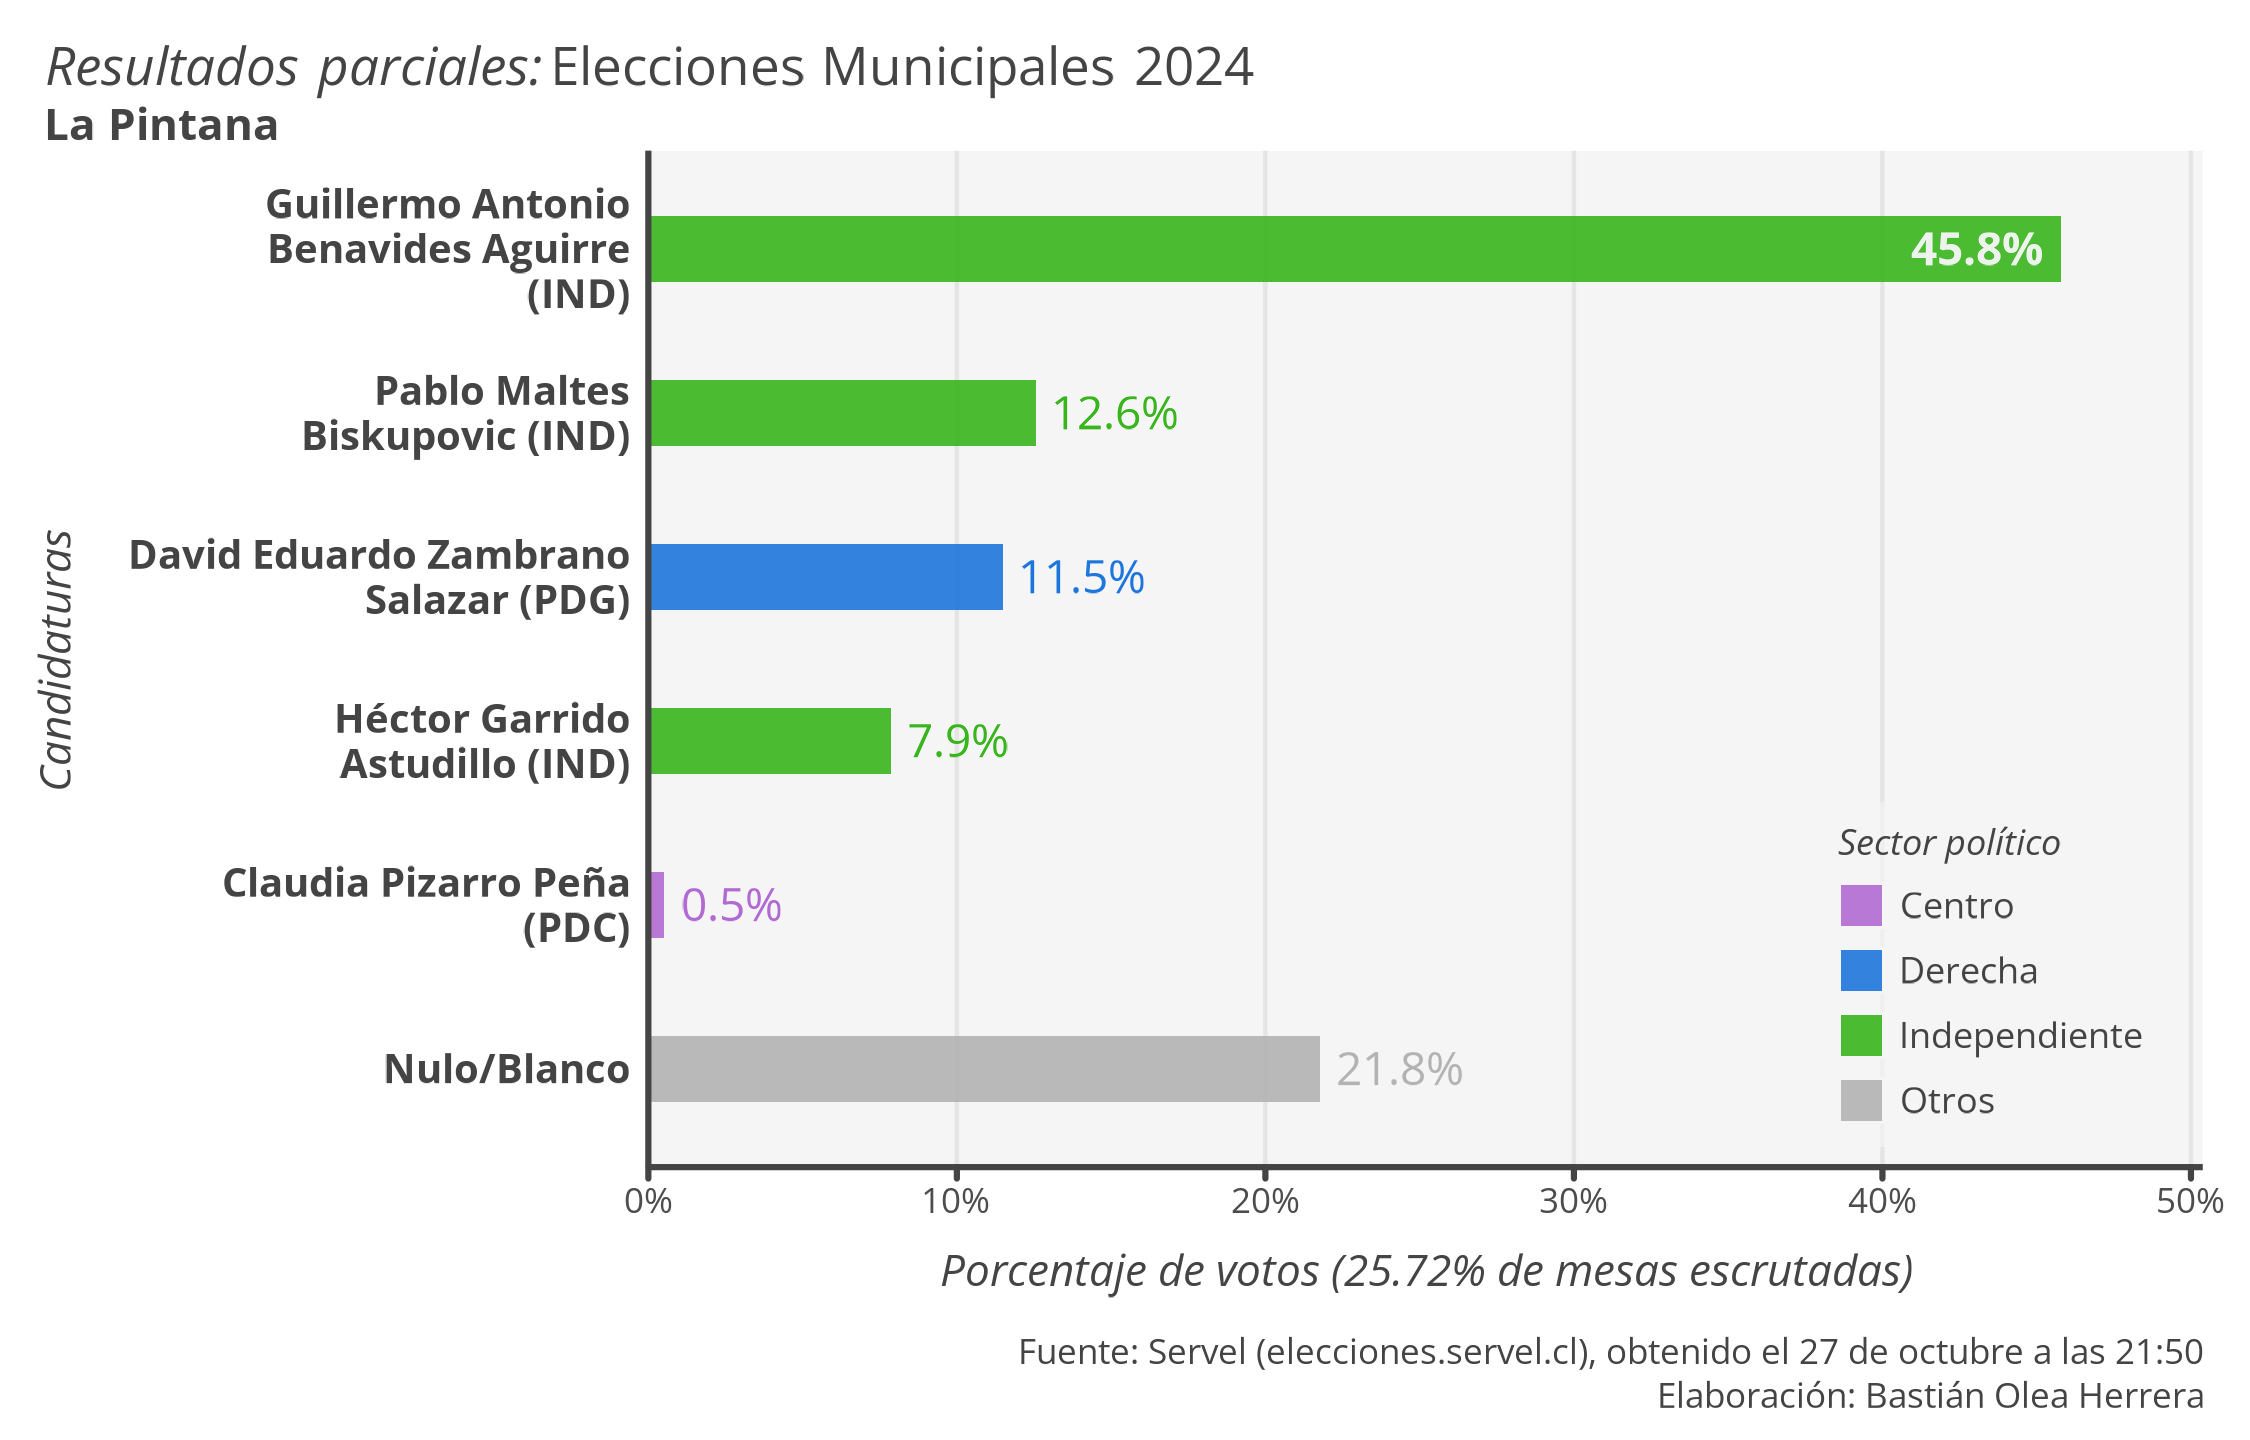 Resultados parciales: Elecciones Municipales 2024
La Pintana
Candidaturas
Guillermo Antonio
Benavides Aguirre
(IND)
45.8%
Pablo Maltes
Biskupovic (IND)
12.6%
David Eduardo Zambrano
Salazar (PDG)
11.5%
Héctor Garrido
Astudillo (IND)
7.9%
Claudia Pizarro Peña
(PDC)
0.5%
Nulo/Blanco
21.8%
Sector político
Centro
Derecha
Independiente
Otros
0% 10% 20% 30% 40% 50%
Porcentaje de votos (25.72% de mesas escrutadas)
Fuente: Servel (elecciones.servel.cl), obtenido el 27 de octubre a las 21:50
Elaboración: Bastián Olea Herrera